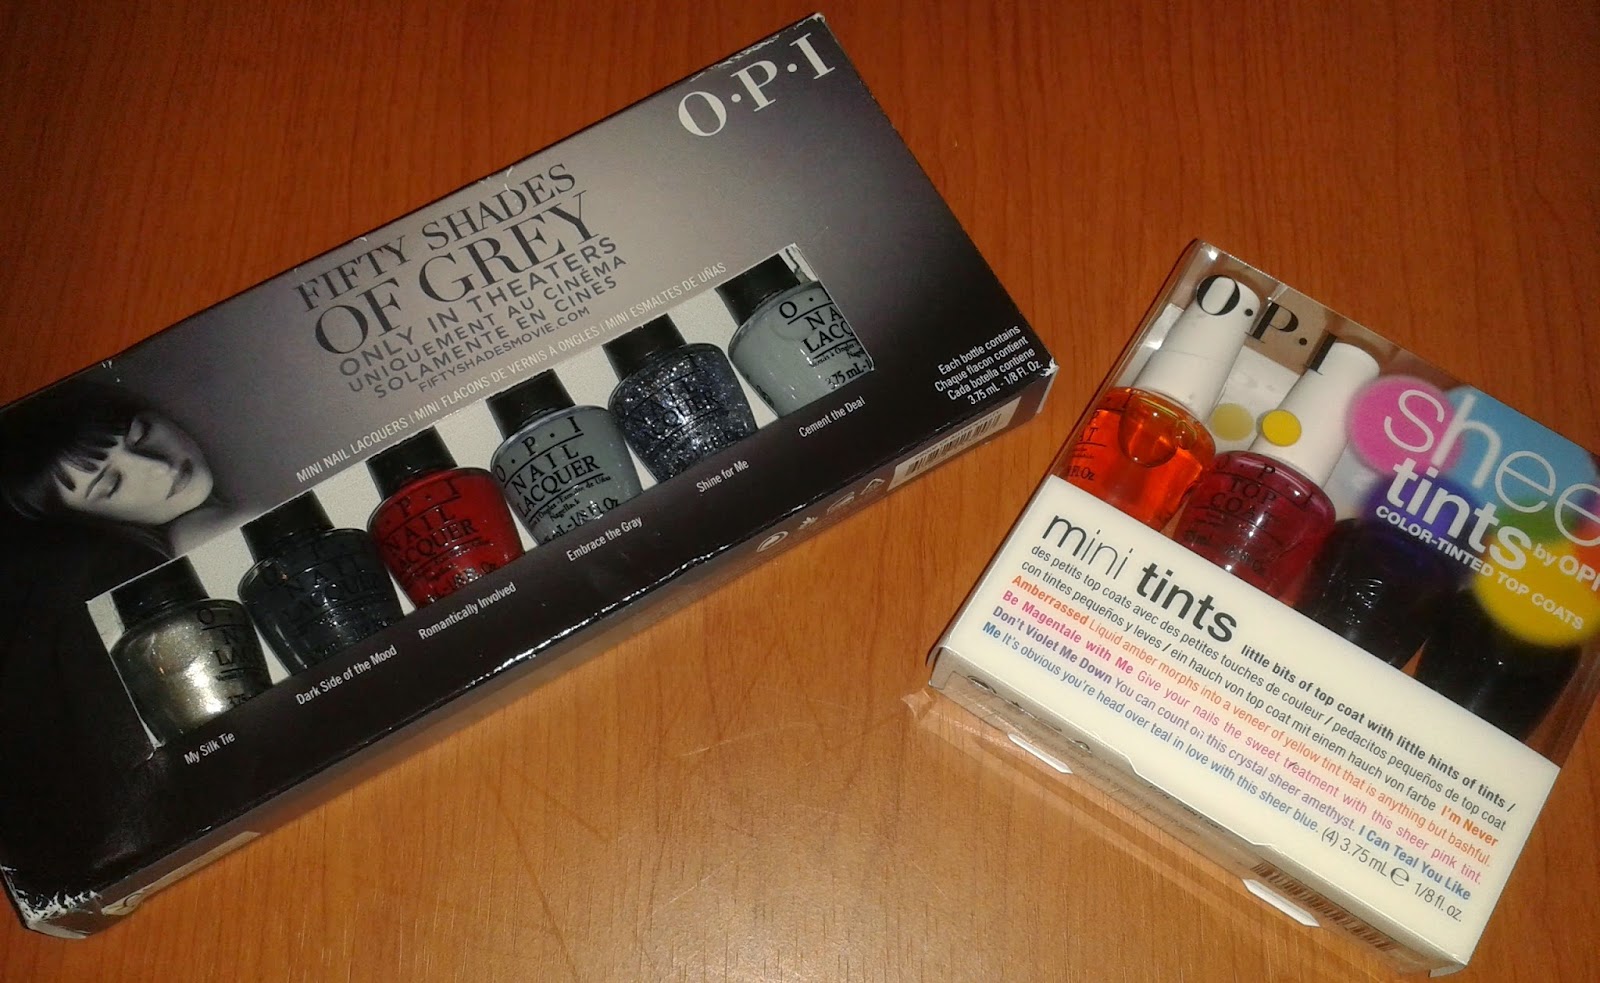 O·P·I
FIFTY SHADES
OF GREY
ONLY IN THEATERS
UNIQUEMENT AU CINÉMA
SOLAMENTE EN CINES
FIFTYSHADESMOVIE.COM
MINI NAIL LACQUERS / MINI FLACONS DE VERNIS À ONGLES / MINI ESMALTES DE UÑAS
Each bottle contains
Chaque flacon contient
Cada botella contiene
3.75 mL - 1/8 FL. Oz
My Silk Tie
Dark Side of the Mood
Romantically Involved
Embrace the Gray
Shine for Me
Cement the Deal
O·P·I
NAIL
LACQUER
O·P·I
NAIL
LACQUER
1/8 Fl Oz
O·P·I
sheer
tints
by OPI
COLOR-TINTED TOP COATS
O·P·I
TOP
COAT
mini tints little bits of top coat with little hints of tints /
des petits top coats avec des petites touches de couleur / pedacitos pequeños de top coat
con tintes pequeños y leves / ein hauch von top coat mit einem hauch von farbe I'm Never
Amberrassed Liquid amber morphs into a veneer of yellow tint that is anything but bashful.
Be Magentale with Me Give your nails the sweet treatment with this sheer pink tint.
Don't Violet Me Down You can count on this crystal sheer amethyst. I Can Teal You Like
Me It's obvious you're head over teal in love with this sheer blue. (4) 3.75 mL ℮ 1/8 fl. oz.